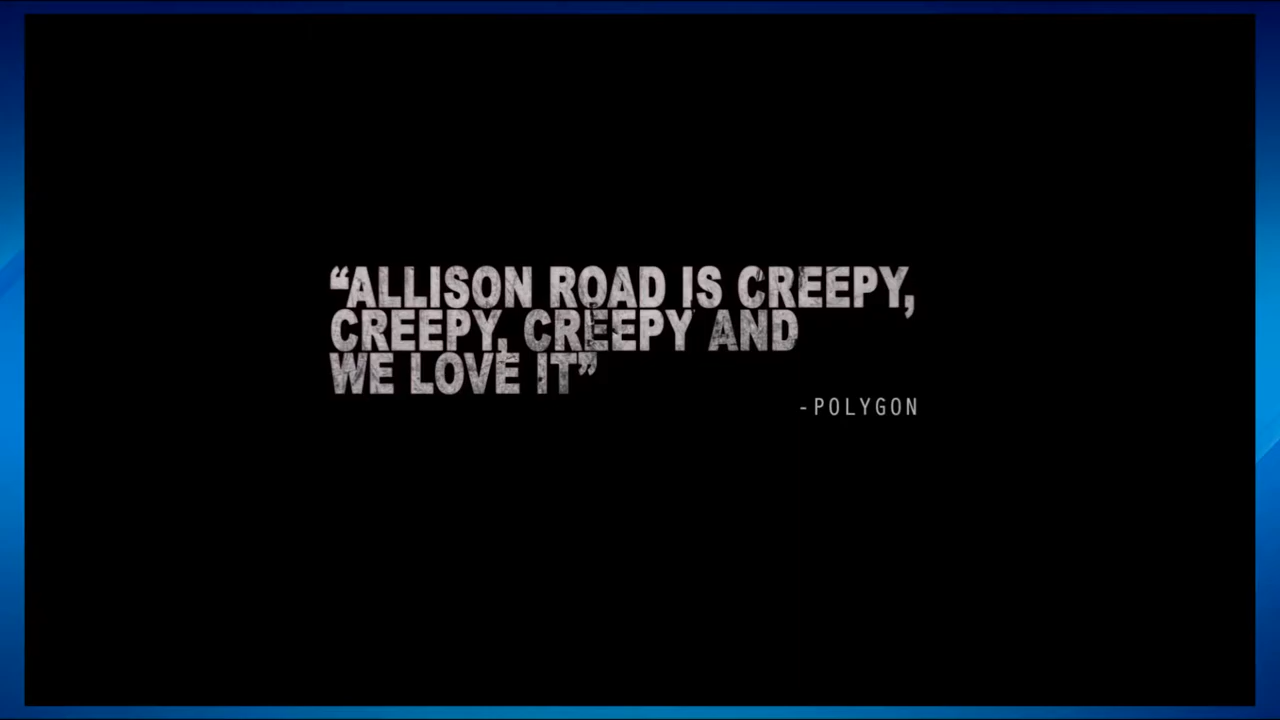 “ALLISON ROAD IS CREEPY,
CREEPY, CREEPY AND
WE LOVE IT”
-POLYGON